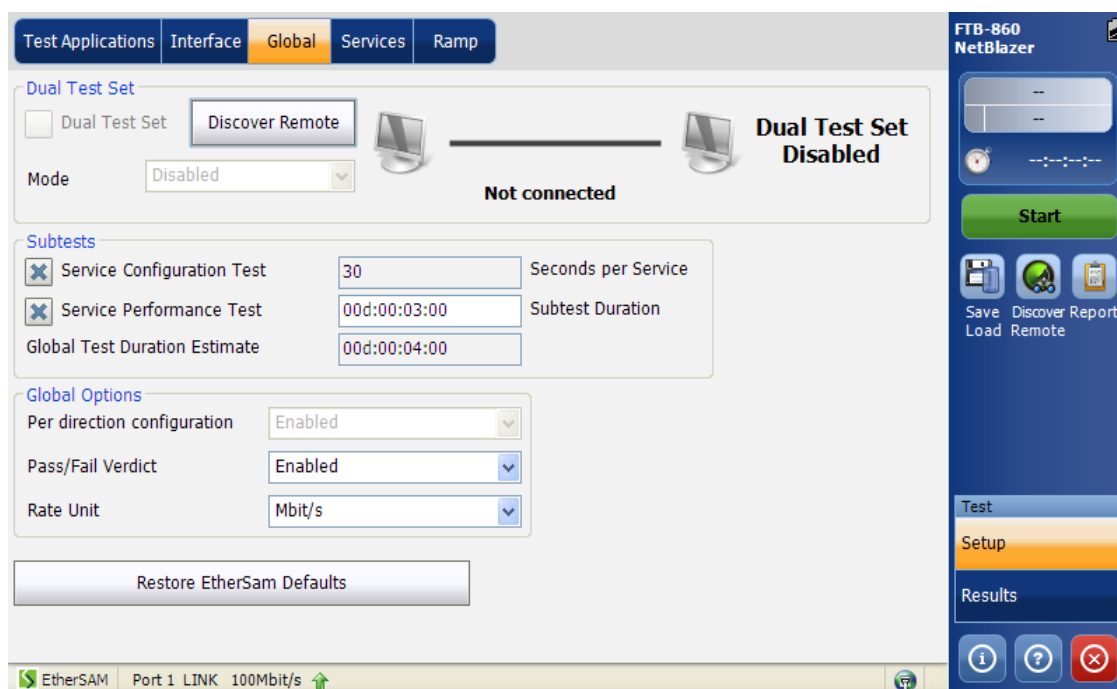 Test Applications Interface Global Services Ramp
FTB-860
NetBlazer
Dual Test Set
Dual Test Set Discover Remote
Mode Disabled
Not connected
Dual Test Set
Disabled
--
--
--:--:--:--
Start
Save
Load
Discover
Remote
Report
Subtests
Service Configuration Test 30 Seconds per Service
Service Performance Test 00d:00:03:00 Subtest Duration
Global Test Duration Estimate 00d:00:04:00
Global Options
Per direction configuration Enabled
Pass/Fail Verdict Enabled
Rate Unit Mbit/s
Restore EtherSam Defaults
Test
Setup
Results
EtherSAM Port 1 LINK 100Mbit/s